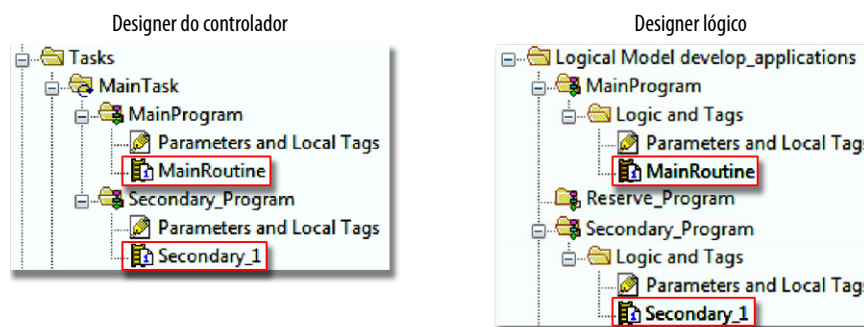 Designer do controlador
Tasks
MainTask
MainProgram
Parameters and Local Tags
MainRoutine
Secondary_Program
Parameters and Local Tags
Secondary_1
Designer lógico
Logical Model develop_applications
MainProgram
Logic and Tags
Parameters and Local Tags
MainRoutine
Reserve_Program
Secondary_Program
Logic and Tags
Parameters and Local Tags
Secondary_1